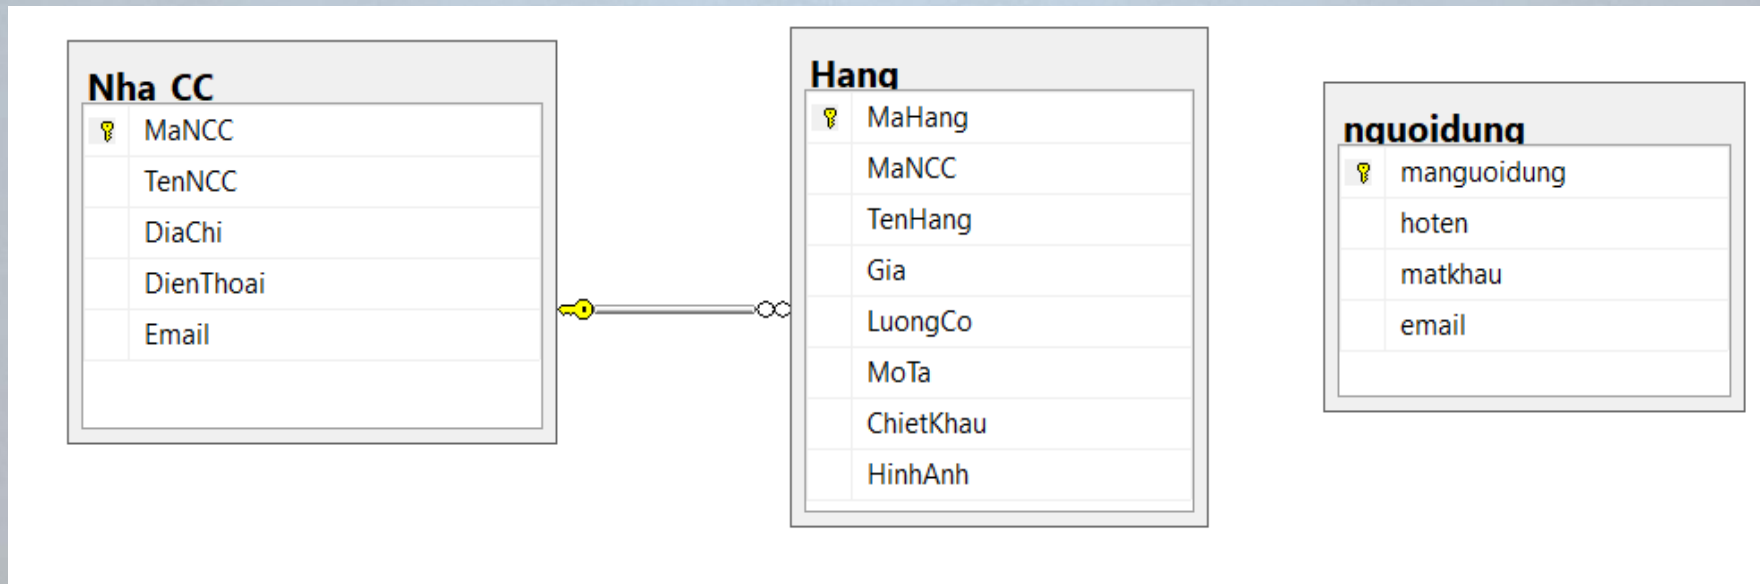 Nha_CC
MaNCC
TenNCC
DiaChi
DienThoai
Email
Hang
MaHang
MaNCC
TenHang
Gia
LuongCo
MoTa
ChietKhau
HinhAnh
nguoidung
manguoidung
hoten
matkhau
email